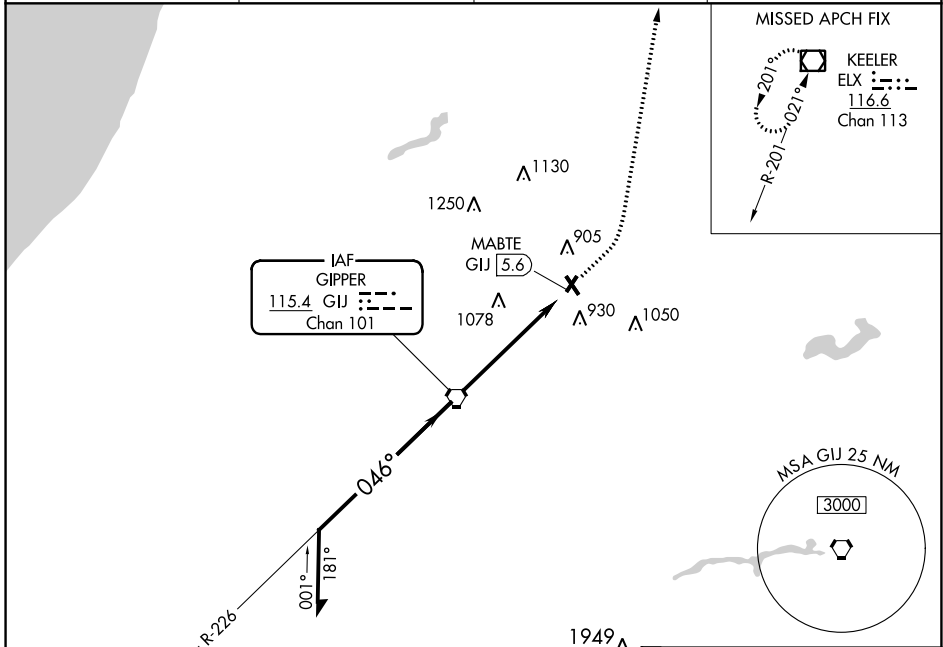 MISSED APCH FIX
KEELER
ELX
116.6
Chan 113
201°
021°
R-201
1130
1250
905
MABTE
GIJ 5.6
IAF
GIPPER
115.4 GIJ
Chan 101
1078
930
1050
046°
001°
181°
R-226
MSA GIJ 25 NM
3000
1949